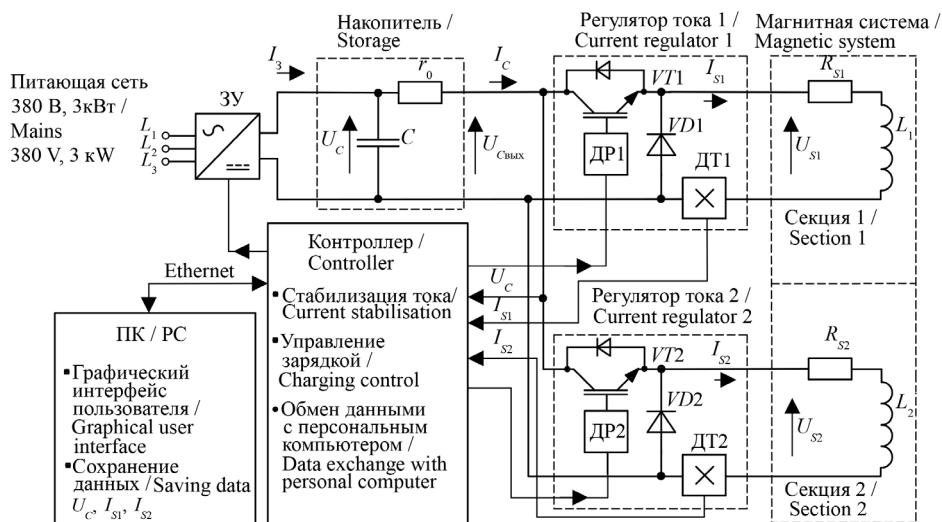 Накопитель /
Storage
Регулятор тока 1 /
Current regulator 1
Магнитная система /
Magnetic system
Питающая сеть
380 В, 3кВт /
Mains
380 V, 3 kW
ЗУ
L1
L2
L3
I3
r0
UC
C
IC
UCвых
VT1
IS1
VD1
ДР1
ДТ1
RS1
US1
L1
Секция 1 /
Section 1
Ethernet
Контроллер /
Controller
▪ Стабилизация тока/
Current stabilisation
▪ Управление
зарядкой /
Charging control
▪ Обмен данными
с персональным
компьютером /
Data exchange with
personal computer
UC
IS1
IS2
ПК / PC
▪ Графический
интерфейс
пользователя /
Graphical user
interface
▪ Сохранение
данных / Saving data
UC, IS1, IS2
Регулятор тока 2 /
Current regulator 2
VT2
IS2
VD2
ДР2
ДТ2
RS2
US2
L2
Секция 2 /
Section 2